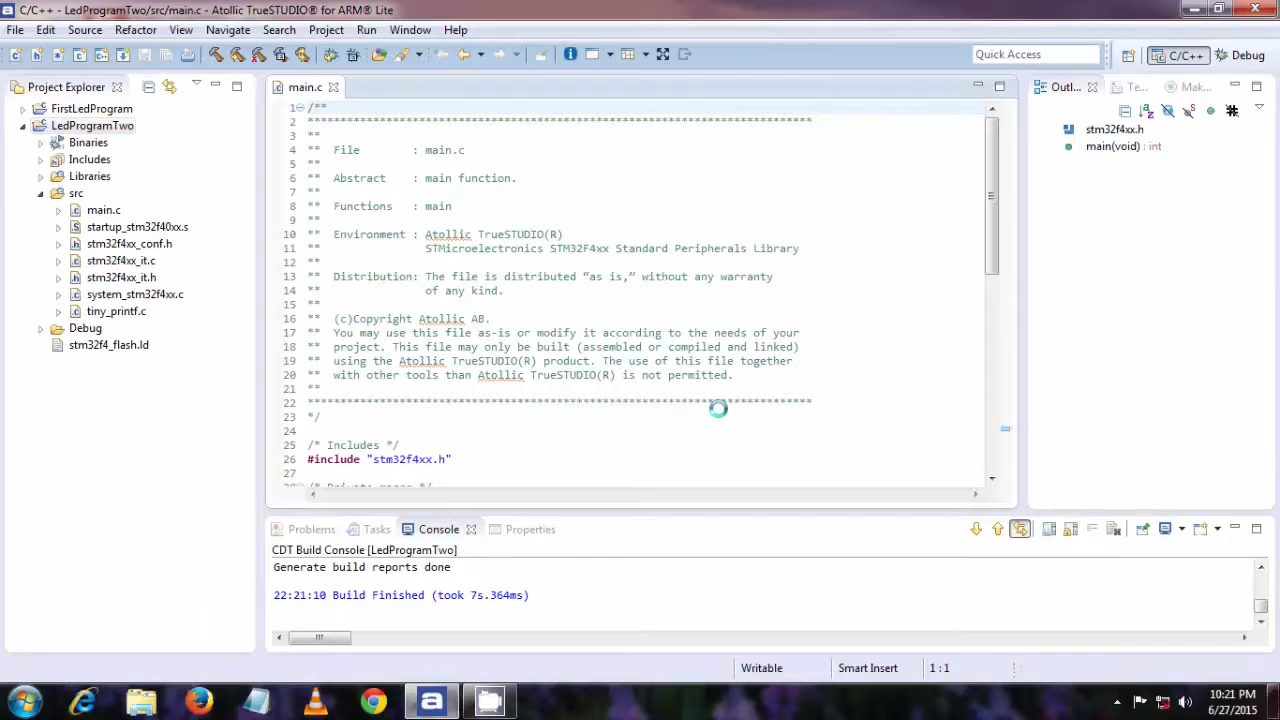 C/C++ - LedProgramTwo/src/main.c - Atollic TrueSTUDIO® for ARM® Lite
File Edit Source Refactor View Navigate Search Project Run Window Help
Quick Access
C/C++
Debug
Project Explorer
FirstLedProgram
LedProgramTwo
Binaries
Includes
Libraries
src
main.c
startup_stm32f40xx.s
stm32f4xx_conf.h
stm32f4xx_it.c
stm32f4xx_it.h
system_stm32f4xx.c
tiny_printf.c
Debug
stm32f4_flash.ld
main.c
1 /**
2 *****************************************************************************
3 **
4 **  File        : main.c
5 **
6 **  Abstract    : main function.
7 **
8 **  Functions   : main
9 **
10 **  Environment : Atollic TrueSTUDIO(R)
11 **                STMicroelectronics STM32F4xx Standard Peripherals Library
12 **
13 **  Distribution: The file is distributed “as is,” without any warranty
14 **                of any kind.
15 **
16 **  (c)Copyright Atollic AB.
17 **  You may use this file as-is or modify it according to the needs of your
18 **  project. This file may only be built (assembled or compiled and linked)
19 **  using the Atollic TrueSTUDIO(R) product. The use of this file together
20 **  with other tools than Atollic TrueSTUDIO(R) is not permitted.
21 **
22 *****************************************************************************
23 */
24
25 /* Includes */
26 #include "stm32f4xx.h"
27
28 /* Private macro */
Outl...
Te...
Mak...
stm32f4xx.h
main(void) : int
Problems Tasks Console Properties
CDT Build Console [LedProgramTwo]
Generate build reports done
22:21:10 Build Finished (took 7s.364ms)
Writable
Smart Insert
1 : 1
10:21 PM
6/27/2015